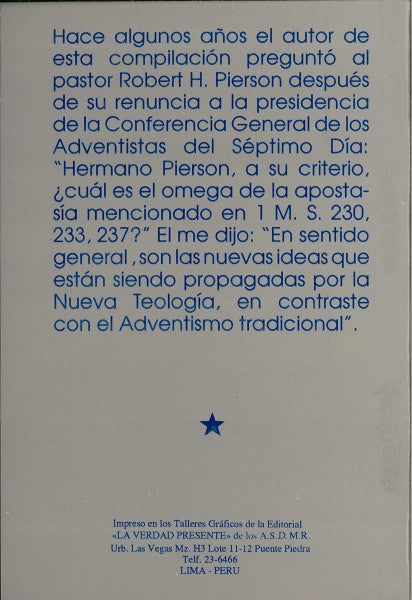 Hace algunos años el autor de
esta compilación preguntó al
pastor Robert H. Pierson después
de su renuncia a la presidencia
de la Conferencia General de los
Adventistas del Séptimo Día:
"Hermano Pierson, a su criterio,
¿cuál es el omega de la aposta-
sía mencionado en 1 M. S. 230,
233, 237?" El me dijo: "En sentido
general , son las nuevas ideas que
están siendo propagadas por la
Nueva Teología, en contraste
con el Adventismo tradicional".
Impreso en los Talleres Gráficos de la Editorial
«LA VERDAD PRESENTE» de los A.S.D.M.R.
Urb. Las Vegas Mz. H3 Lote 11-12 Puente Piedra
Telf. 23-6466
LIMA - PERU